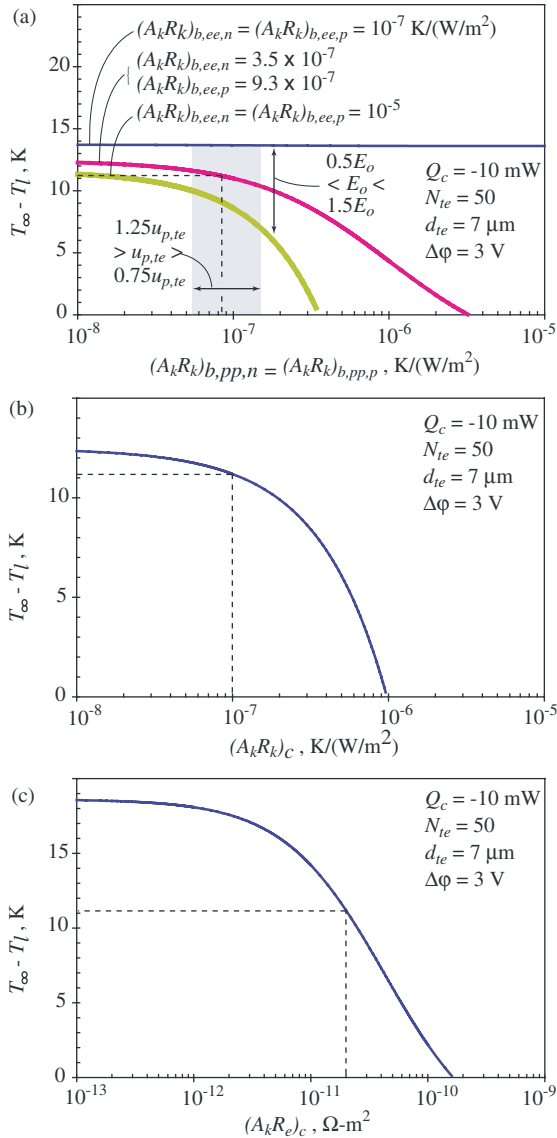 (a)
(AkRk)b,ee,n = (AkRk)b,ee,p = 10-7 K/(W/m2)
(AkRk)b,ee,n = 3.5 x 10-7
(AkRk)b,ee,p = 9.3 x 10-7
(AkRk)b,ee,n = (AkRk)b,ee,p = 10-5
20
15
10
5
0
T∞ - Tl , K
0.5Eo
< Eo <
1.5Eo
1.25up,te
> up,te >
0.75up,te
Qc = -10 mW
Nte = 50
dte = 7 μm
Δφ = 3 V
10-8
10-7
10-6
10-5
(AkRk)b,pp,n = (AkRk)b,pp,p , K/(W/m2)
(b)
10
5
0
T∞ - Tl , K
Qc = -10 mW
Nte = 50
dte = 7 μm
Δφ = 3 V
10-8
10-7
10-6
10-5
(AkRk)c , K/(W/m2)
(c)
15
10
5
0
T∞ - Tl , K
Qc = -10 mW
Nte = 50
dte = 7 μm
Δφ = 3 V
10-13
10-12
10-11
10-10
10-9
(AkRe)c , Ω-m2